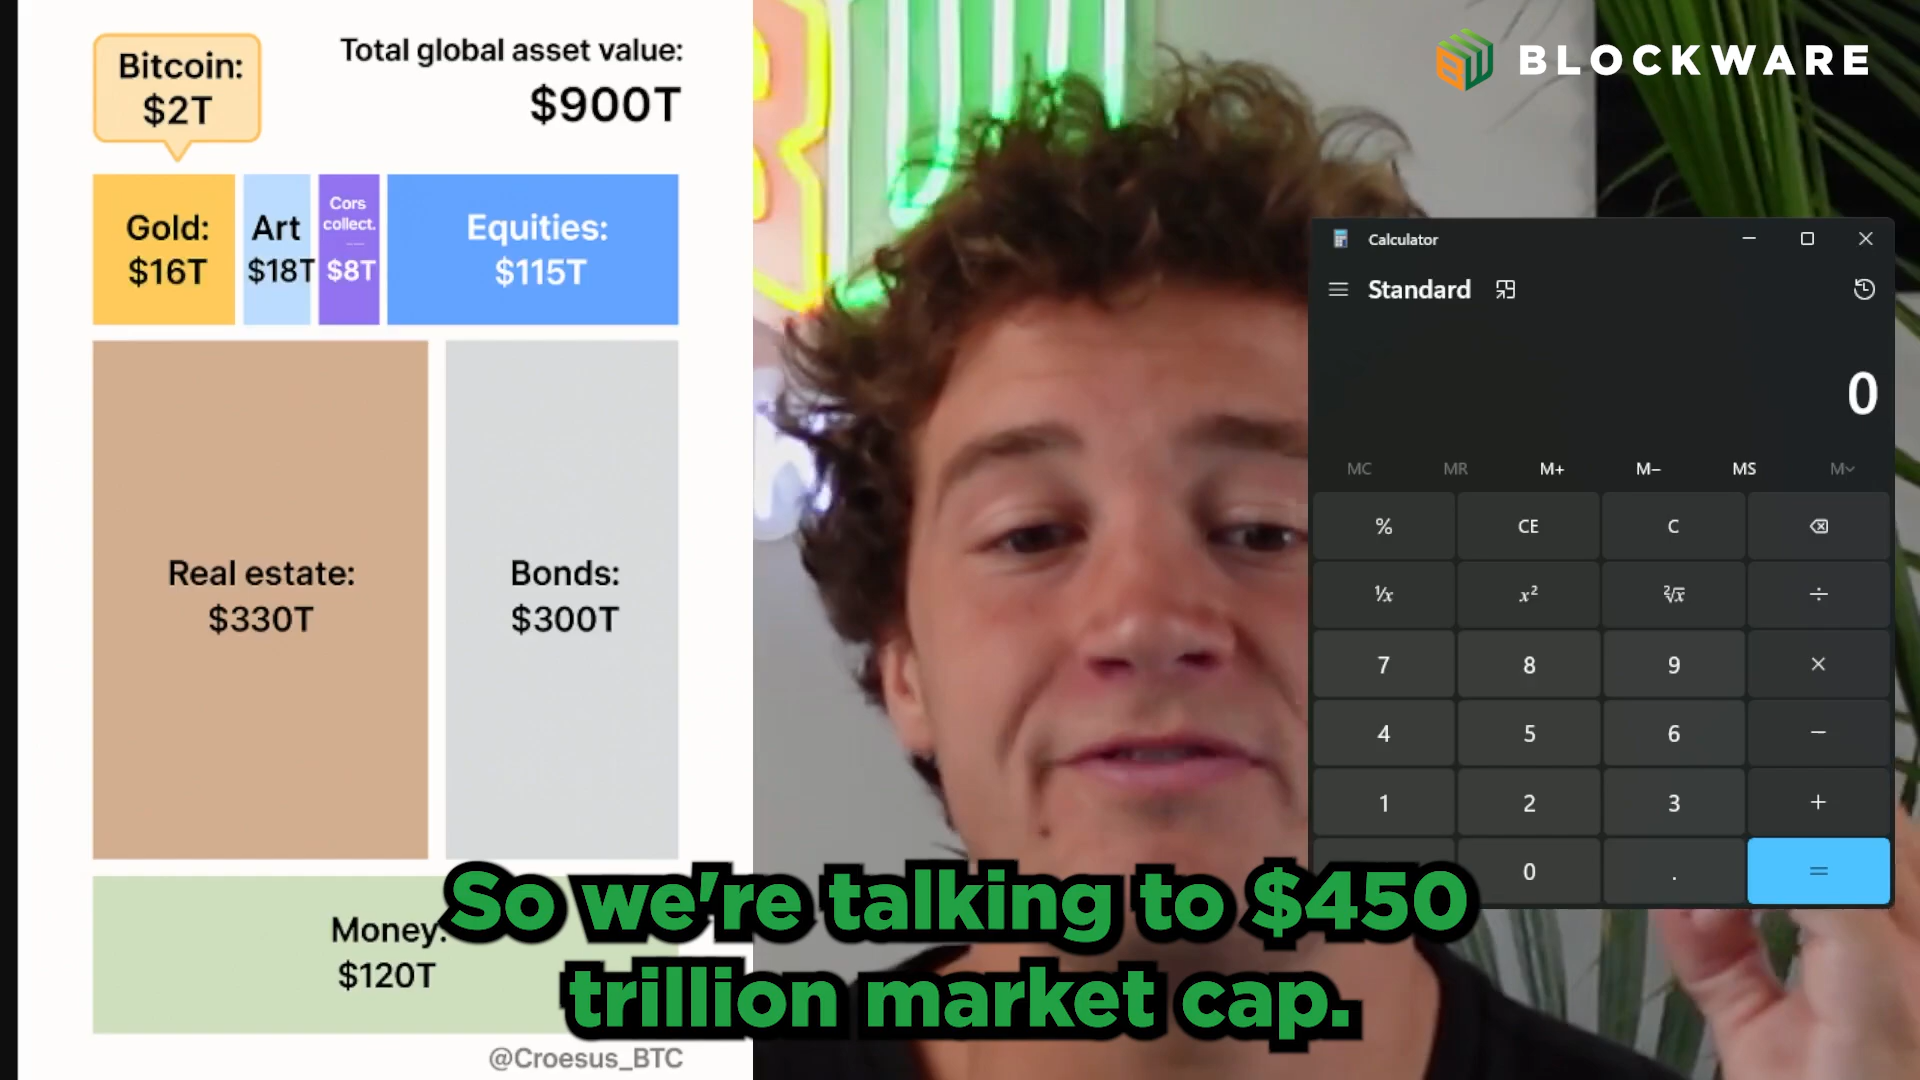 Bitcoin:
$2T
Total global asset value:
$900T
Gold:
$16T
Art
$18T
Cors
collect.
$8T
Equities:
$115T
Real estate:
$330T
Bonds:
$300T
Money:
$120T
@Croesus_BTC
BLOCKWARE
Calculator
Standard
0
MC MR M+ M− MS M
% CE C
¹/x x² ²√x ÷
7 8 9 ×
4 5 6 −
1 2 3 +
0 . =
So we're talking to $450
trillion market cap.